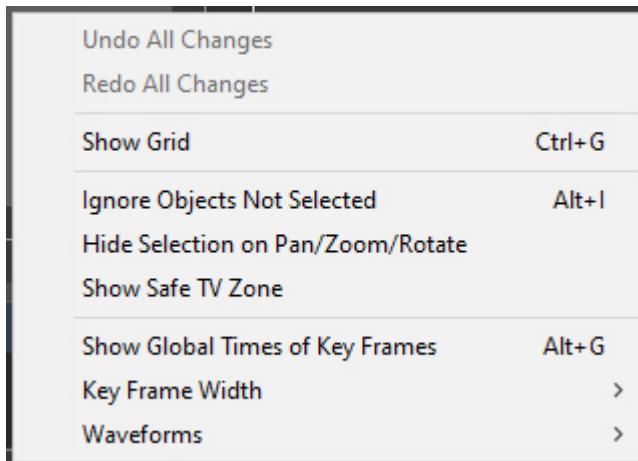 Undo All Changes
Redo All Changes
Show Grid Ctrl+G
Ignore Objects Not Selected Alt+I
Hide Selection on Pan/Zoom/Rotate
Show Safe TV Zone
Show Global Times of Key Frames Alt+G
Key Frame Width
Waveforms